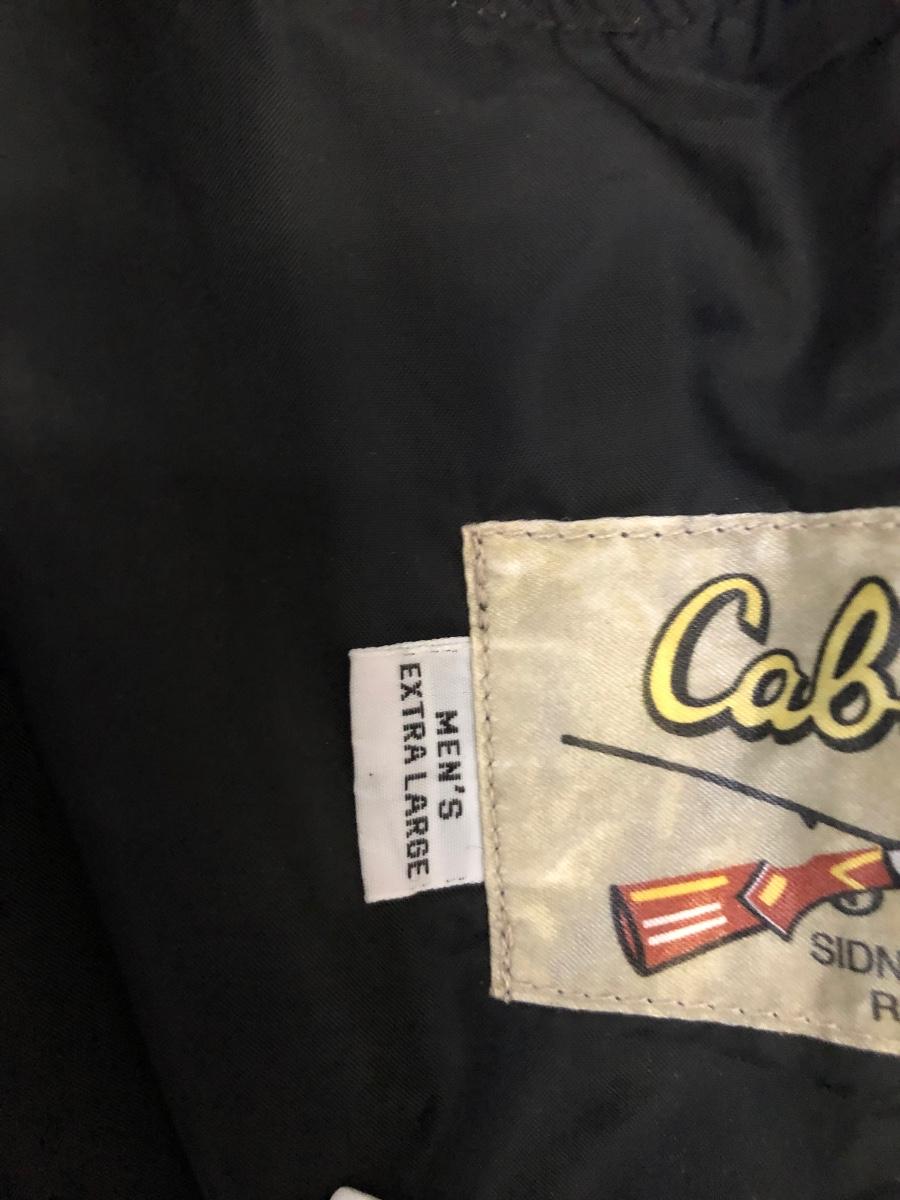 MEN'S
EXTRA LARGE
Cab
SIDN
R